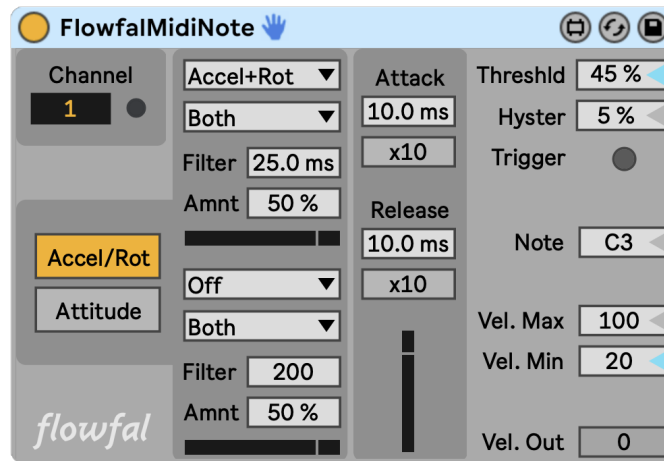 FlowfalMidiNote
Channel
1
Accel/Rot
Attitude
flowfal
Accel+Rot
Both
Filter 25.0 ms
Amnt 50 %
Off
Both
Filter 200
Amnt 50 %
Attack
10.0 ms
x10
Release
10.0 ms
x10
Threshld 45 %
Hyster 5 %
Trigger
Note C3
Vel. Max 100
Vel. Min 20
Vel. Out 0